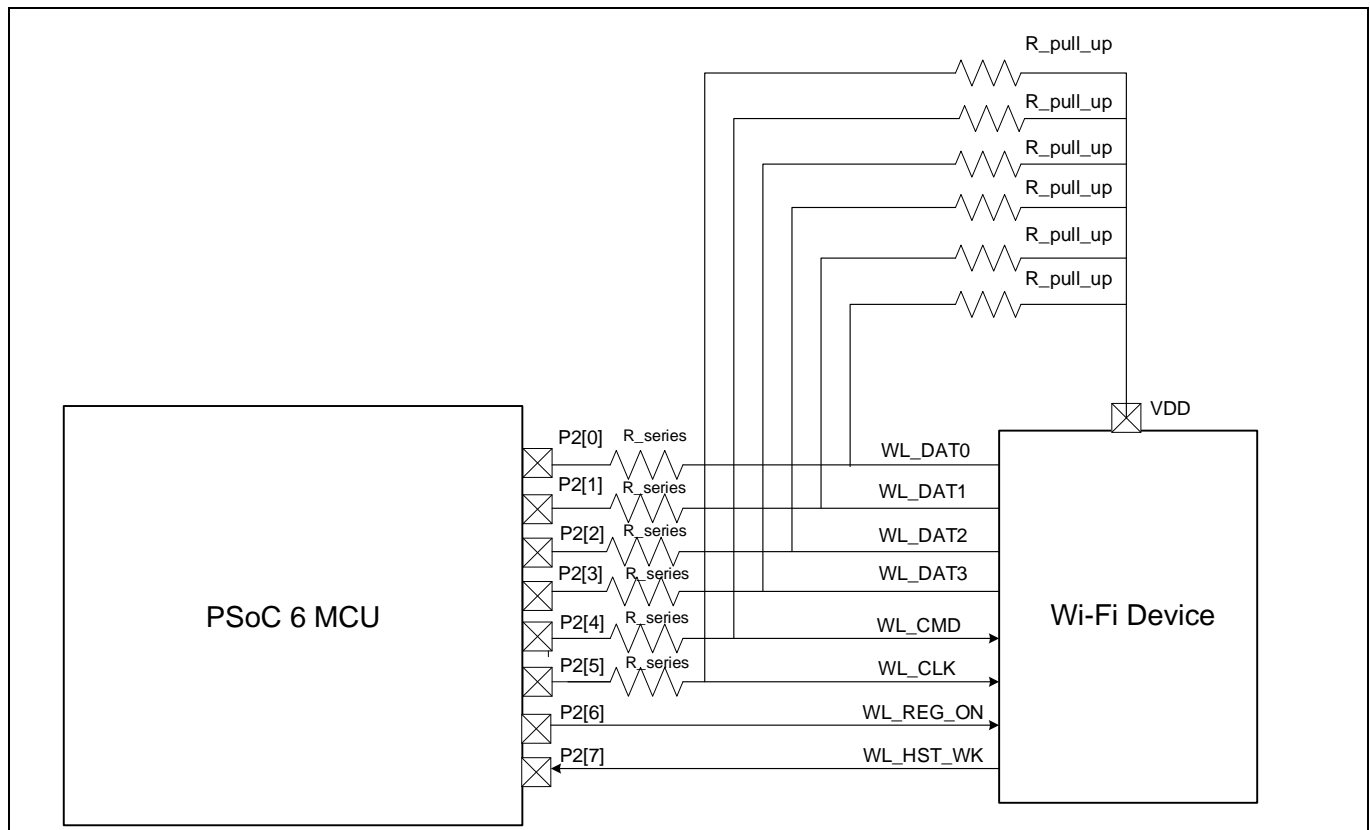 R_pull_up
R_pull_up
R_pull_up
R_pull_up
R_pull_up
R_pull_up
VDD
P2[0] R_series WL_DAT0
P2[1] R_series WL_DAT1
P2[2] R_series WL_DAT2
P2[3] R_series WL_DAT3
PSoC 6 MCU
Wi-Fi Device
P2[4] R_series WL_CMD
P2[5] R_series WL_CLK
P2[6] WL_REG_ON
P2[7] WL_HST_WK